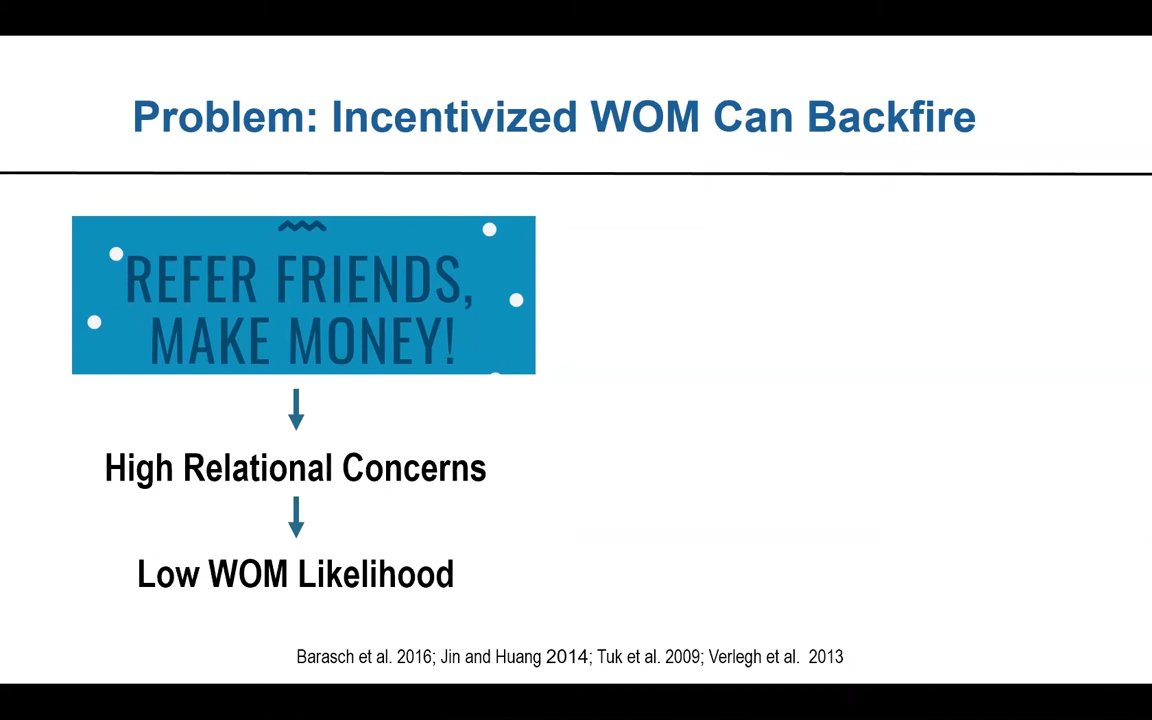 Problem: Incentivized WOM Can Backfire
REFER FRIENDS,
MAKE MONEY!
High Relational Concerns
Low WOM Likelihood
Barasch et al. 2016; Jin and Huang 2014; Tuk et al. 2009; Verlegh et al. 2013